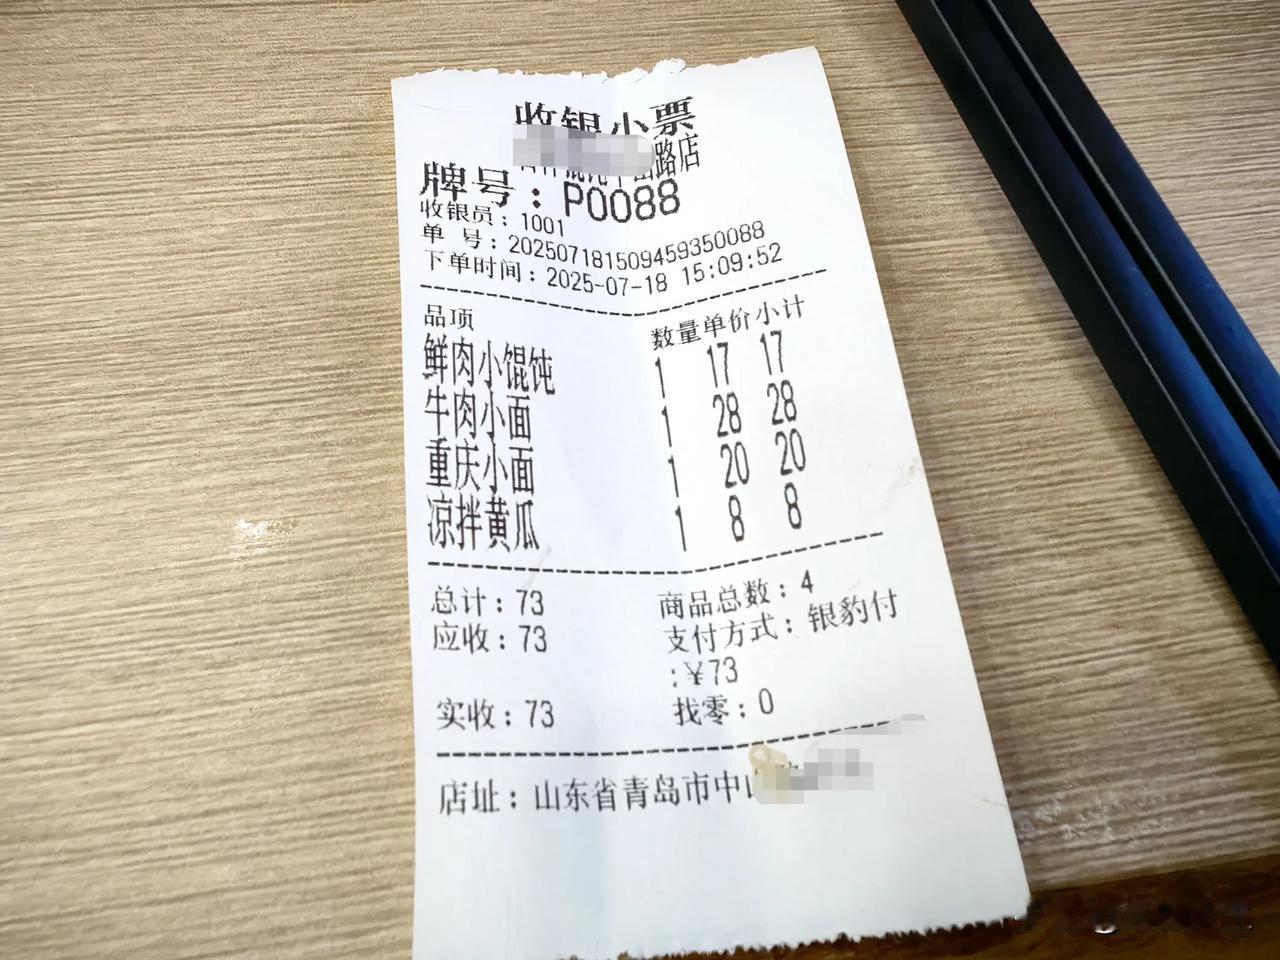 收银小票
路店
牌号：P0088
收银员：1001
单 号：202507181509459350088
下单时间：2025-07-18 15:09:52
品项 数量 单价 小计
鲜肉小馄饨 1 17 17
牛肉小面 1 28 28
重庆小面 1 20 20
凉拌黄瓜 1 8 8
总计：73 商品总数：4
应收：73 支付方式：银豹付
:¥73
实收：73 找零：0
店址：山东省青岛市中山